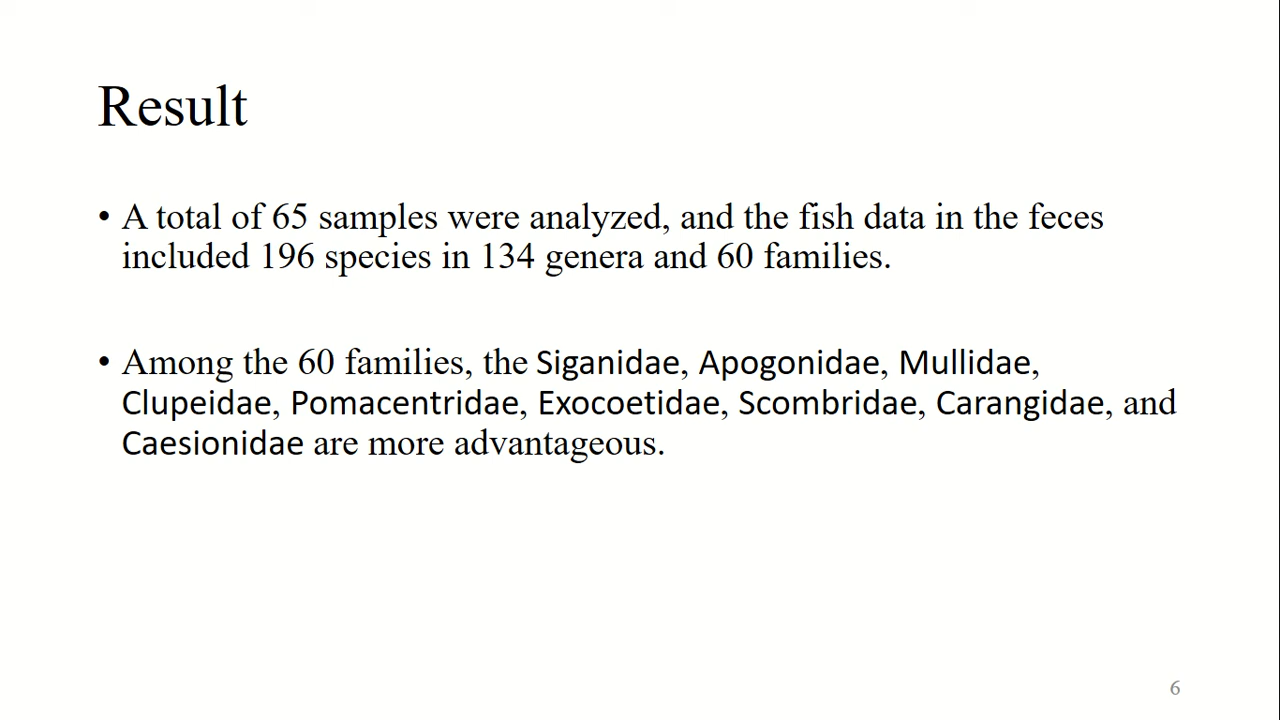 Result
• A total of 65 samples were analyzed, and the fish data in the feces
included 196 species in 134 genera and 60 families.
• Among the 60 families, the Siganidae, Apogonidae, Mullidae,
Clupeidae, Pomacentridae, Exocoetidae, Scombridae, Carangidae, and
Caesionidae are more advantageous.
6